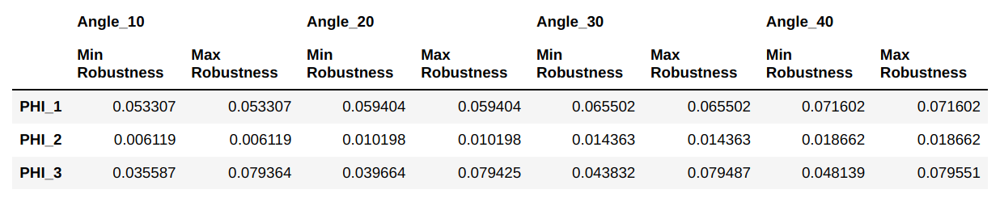 Angle_10 Angle_20 Angle_30 Angle_40
Min Max Min Max Min Max Min Max
Robustness Robustness Robustness Robustness Robustness Robustness Robustness Robustness
PHI_1 0.053307 0.053307 0.059404 0.059404 0.065502 0.065502 0.071602 0.071602
PHI_2 0.006119 0.006119 0.010198 0.010198 0.014363 0.014363 0.018662 0.018662
PHI_3 0.035587 0.079364 0.039664 0.079425 0.043832 0.079487 0.048139 0.079551